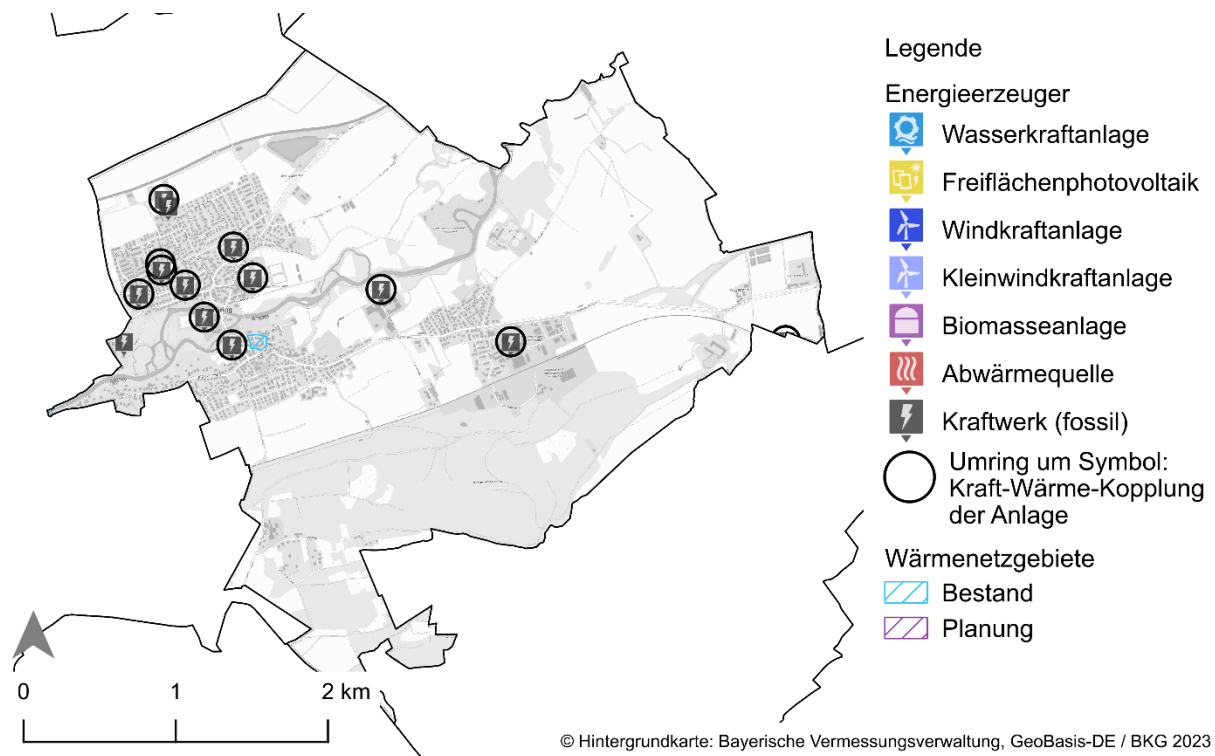 Legende
Energieerzeuger
Wasserkraftanlage
Freiflächenphotovoltaik
Windkraftanlage
Kleinwindkraftanlage
Biomasseanlage
Abwärmequelle
Kraftwerk (fossil)
Umring um Symbol:
Kraft-Wärme-Kopplung
der Anlage
Wärmenetzgebiete
Bestand
Planung
0 1 2 km
© Hintergrundkarte: Bayerische Vermessungsverwaltung, GeoBasis-DE / BKG 2023